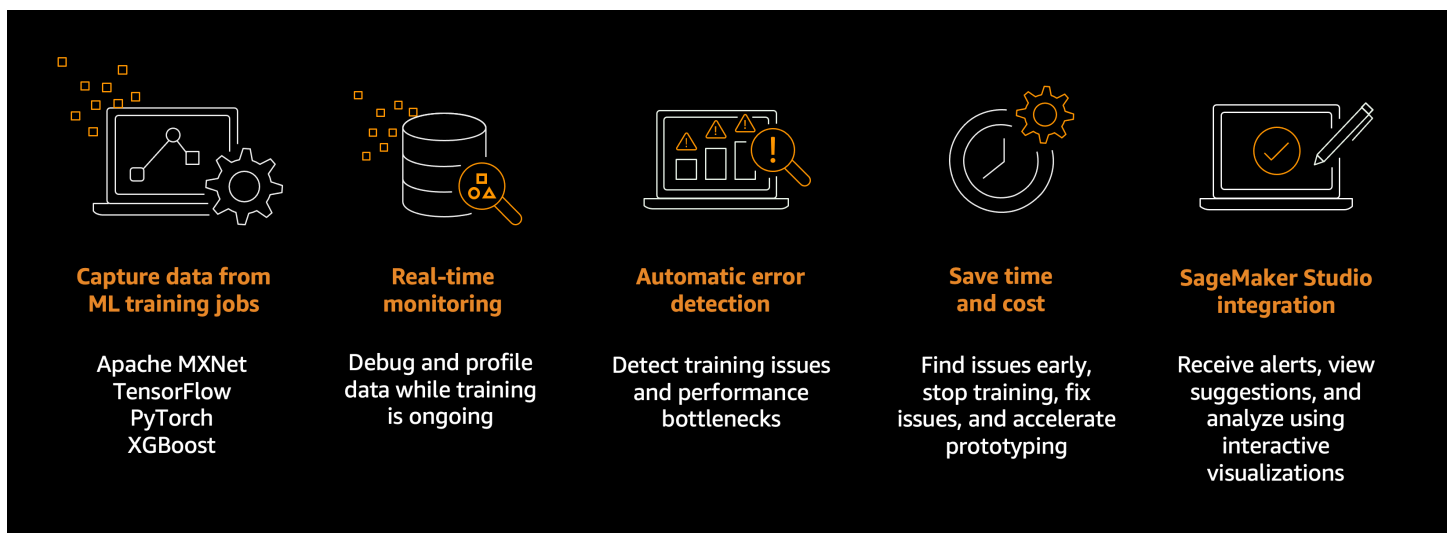 Capture data from
ML training jobs
Apache MXNet
TensorFlow
PyTorch
XGBoost
Real-time
monitoring
Debug and profile
data while training
is ongoing
Automatic error
detection
Detect training issues
and performance
bottlenecks
Save time
and cost
Find issues early,
stop training, fix
issues, and accelerate
prototyping
SageMaker Studio
integration
Receive alerts, view
suggestions, and
analyze using
interactive
visualizations